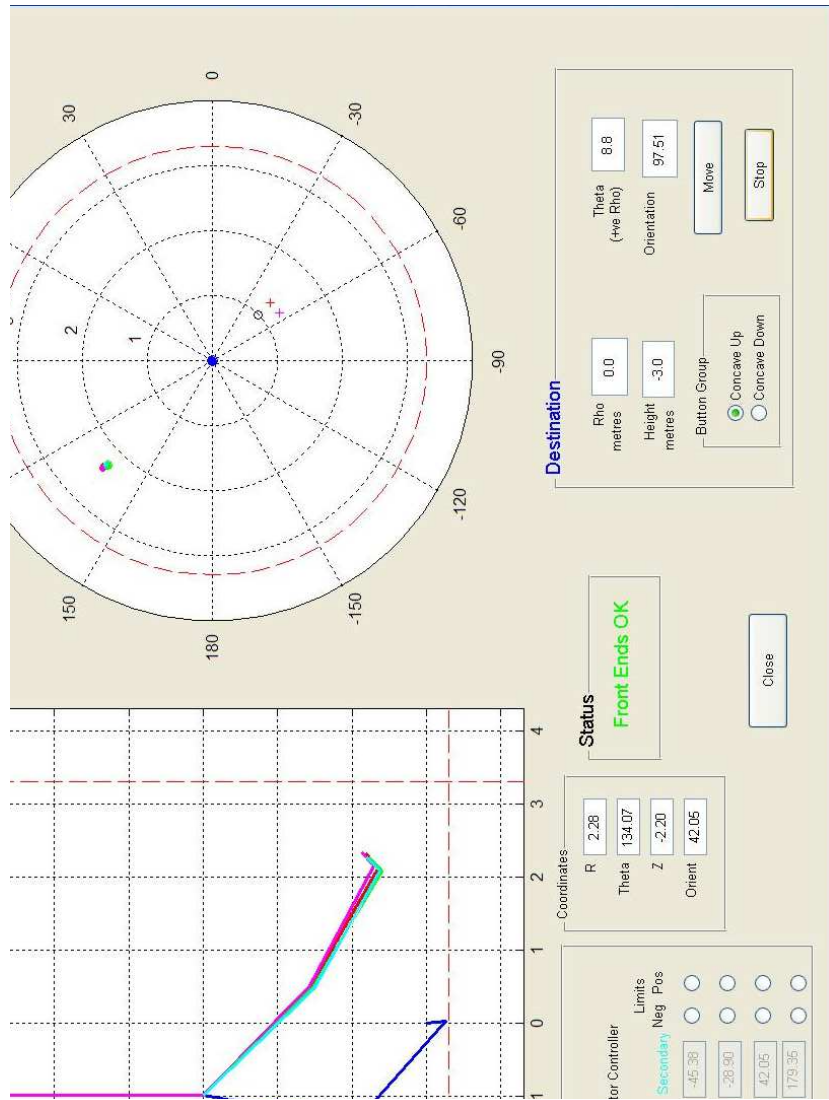 0
30
-30
-60
-90
-120
-150
180
150
2
1
Destination
Rho
metres
0.0
Theta
(+ve Rho)
8.8
Height
metres
-3.0
Orientation
97.51
Button Group
Concave Up
Concave Down
Move
Stop
Status
Front Ends OK
Close
1
0
1
2
3
4
Coordinates
R
2.28
Theta
134.07
Z
-2.20
Orient
42.05
tor Controller
Limits
Secondary
Neg
Pos
-45.38
-28.90
42.05
179.35